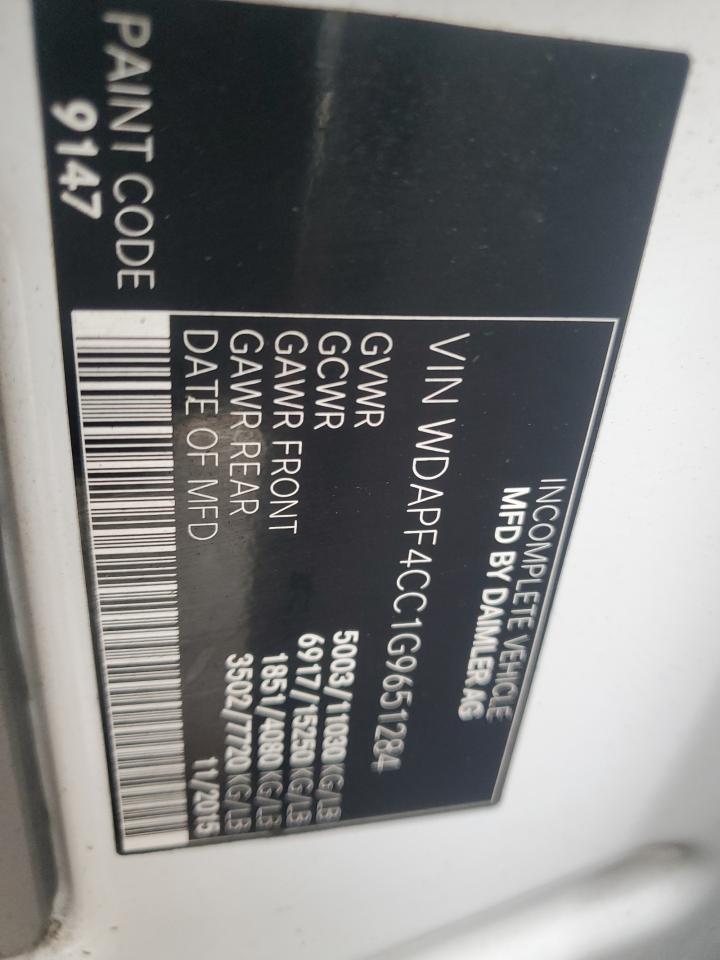 INCOMPLETE VEHICLE
MFD BY DAIMLER AG
VIN WDAPF4CC1G9651284
GVWR 5003/11030 KG/LB
GCWR 6917/15250 KG/LB
GAWR FRONT 1851/4080 KG/LB
GAWR REAR 3502/7720 KG/LB
DATE OF MFD 11/2015
PAINT CODE
9147